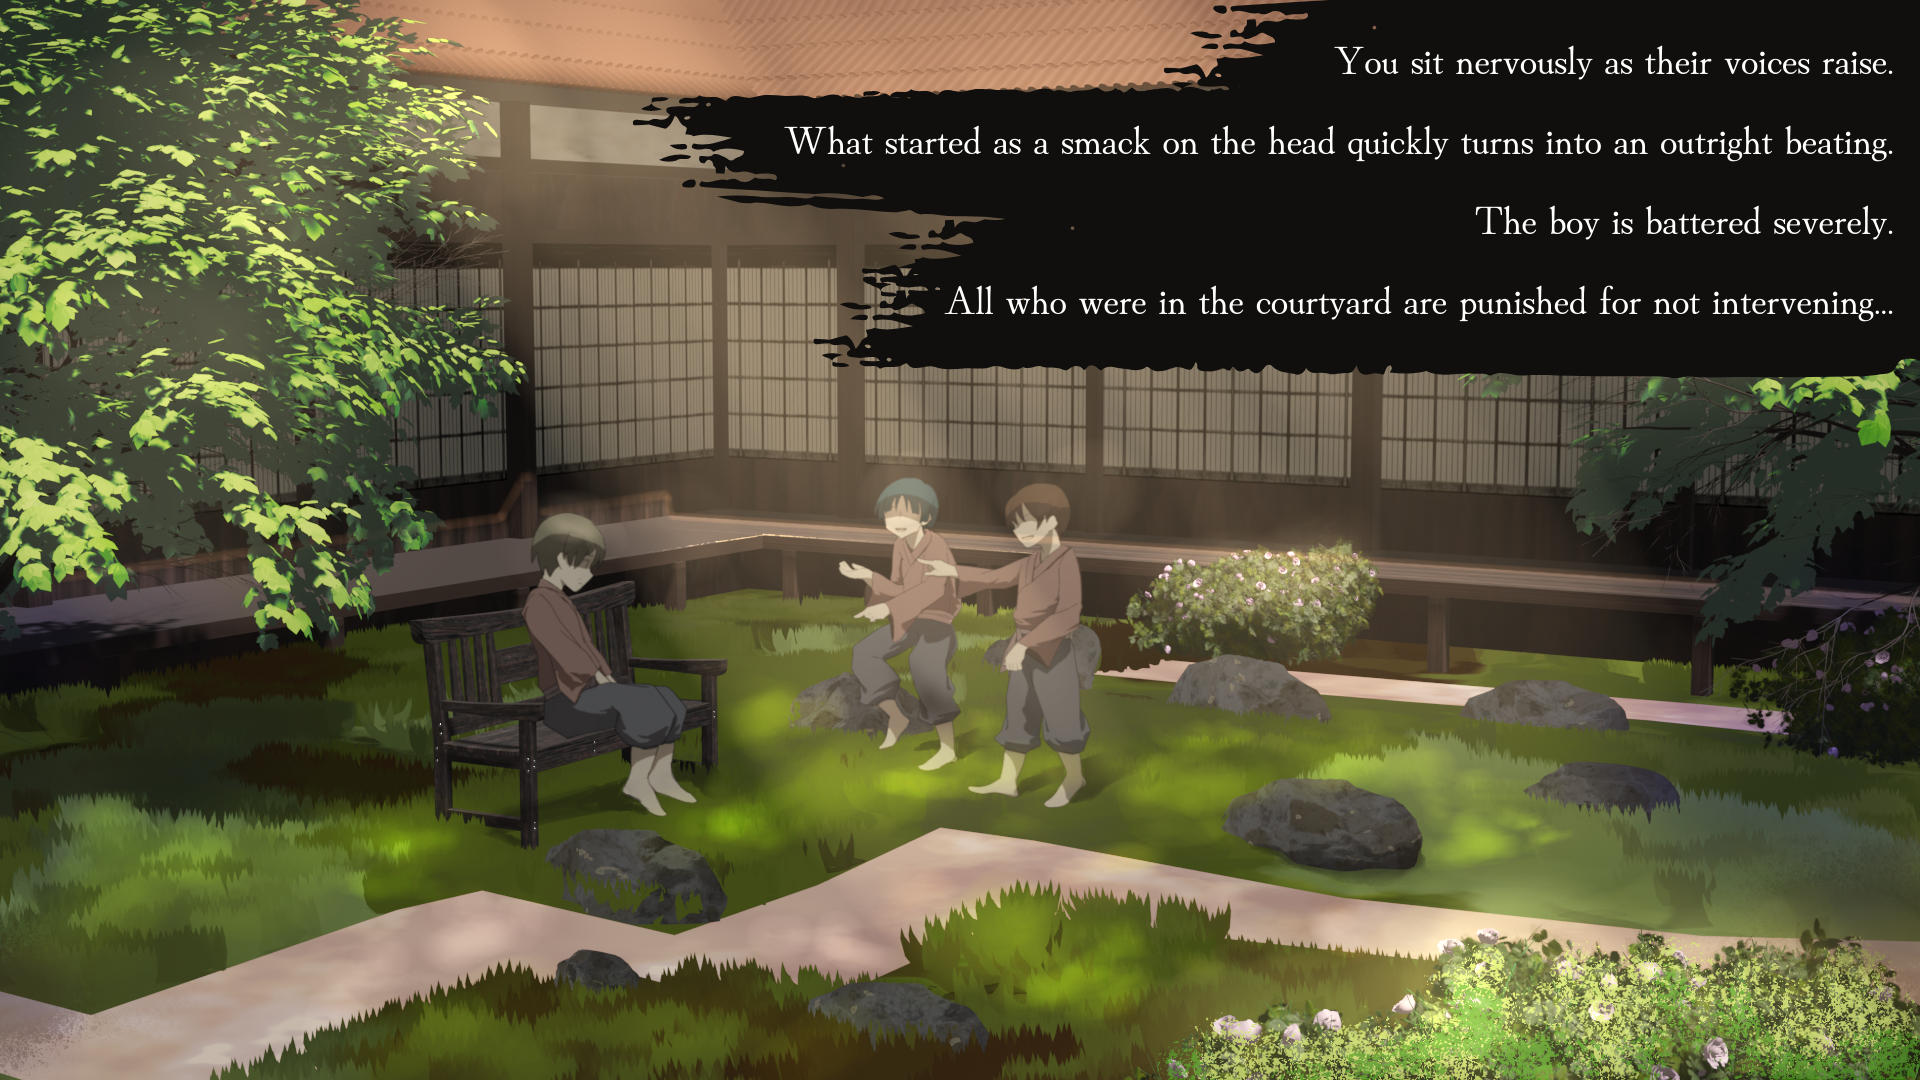 You sit nervously as their voices raise.
What started as a smack on the head quickly turns into an outright beating.
The boy is battered severely.
All who were in the courtyard are punished for not intervening...